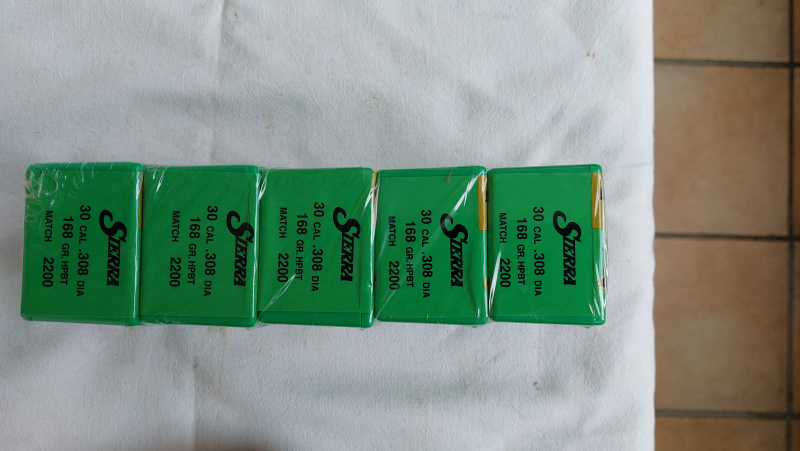 SIERRA
30 CAL .308 DIA
168 GR. HPBT
MATCH 2200
SIERRA
30 CAL .308 DIA
168 GR. HPBT
MATCH 2200
SIERRA
30 CAL .308 DIA
168 GR. HPBT
MATCH 2200
SIERRA
30 CAL .308 DIA
168 GR. HPBT
MATCH 2200
SIERRA
30 CAL .308 DIA
168 GR. HPBT
MATCH 2200